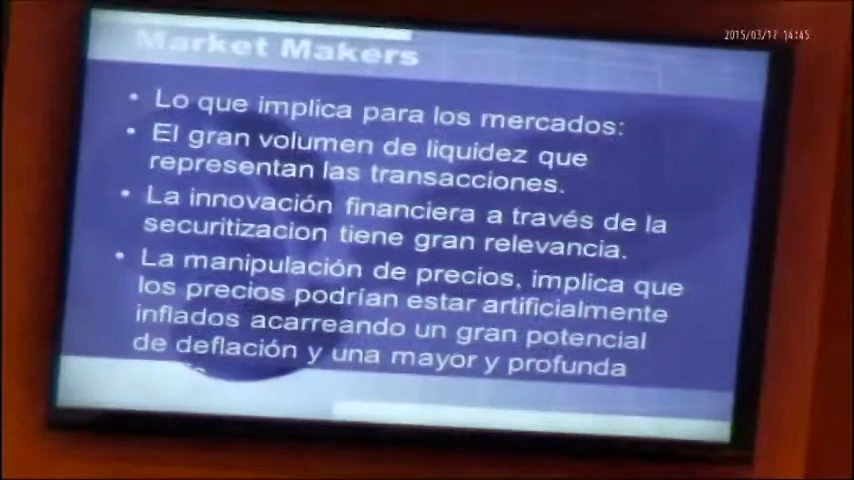 2015/03/17 14:45
Market Makers
• Lo que implica para los mercados:
• El gran volumen de liquidez que
representan las transacciones.
• La innovación financiera a través de la
securitizacion tiene gran relevancia.
• La manipulación de precios, implica que
los precios podrían estar artificialmente
inflados acarreando un gran potencial
de deflación y una mayor y profunda